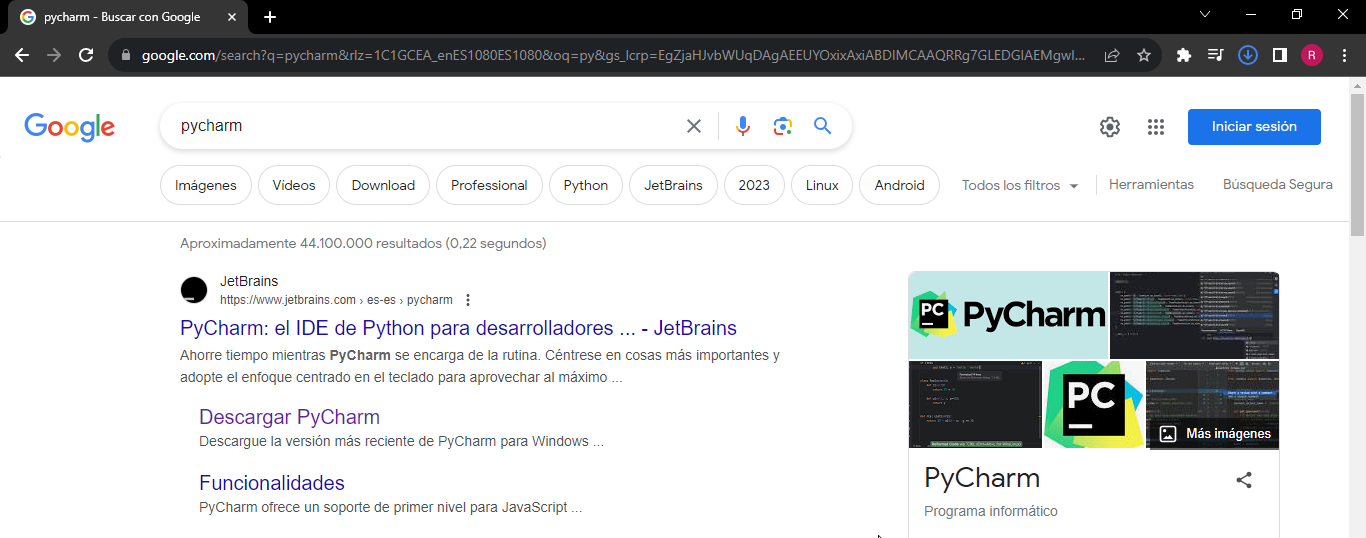 pycharm - Buscar con Google
google.com/search?q=pycharm&rlz=1C1GCEA_enES1080ES1080&oq=py&gs_lcrp=EgZjaHJvbWUqDAgAEEUYOxixAxiABDIMCAAQRRg7GLEDGIAEMgwI...
R
Google
pycharm
Iniciar sesión
Imágenes
Vídeos
Download
Professional
Python
JetBrains
2023
Linux
Android
Todos los filtros
Herramientas
Búsqueda Segura
Aproximadamente 44.100.000 resultados (0,22 segundos)
JetBrains
https://www.jetbrains.com › es-es › pycharm
PyCharm: el IDE de Python para desarrolladores ... - JetBrains
Ahorre tiempo mientras PyCharm se encarga de la rutina. Céntrese en cosas más importantes y
adopte el enfoque centrado en el teclado para aprovechar al máximo ...
Descargar PyCharm
Descargue la versión más reciente de PyCharm para Windows ...
Funcionalidades
PyCharm ofrece un soporte de primer nivel para JavaScript ...
PC PyCharm
PC
Más imágenes
PyCharm
Programa informático